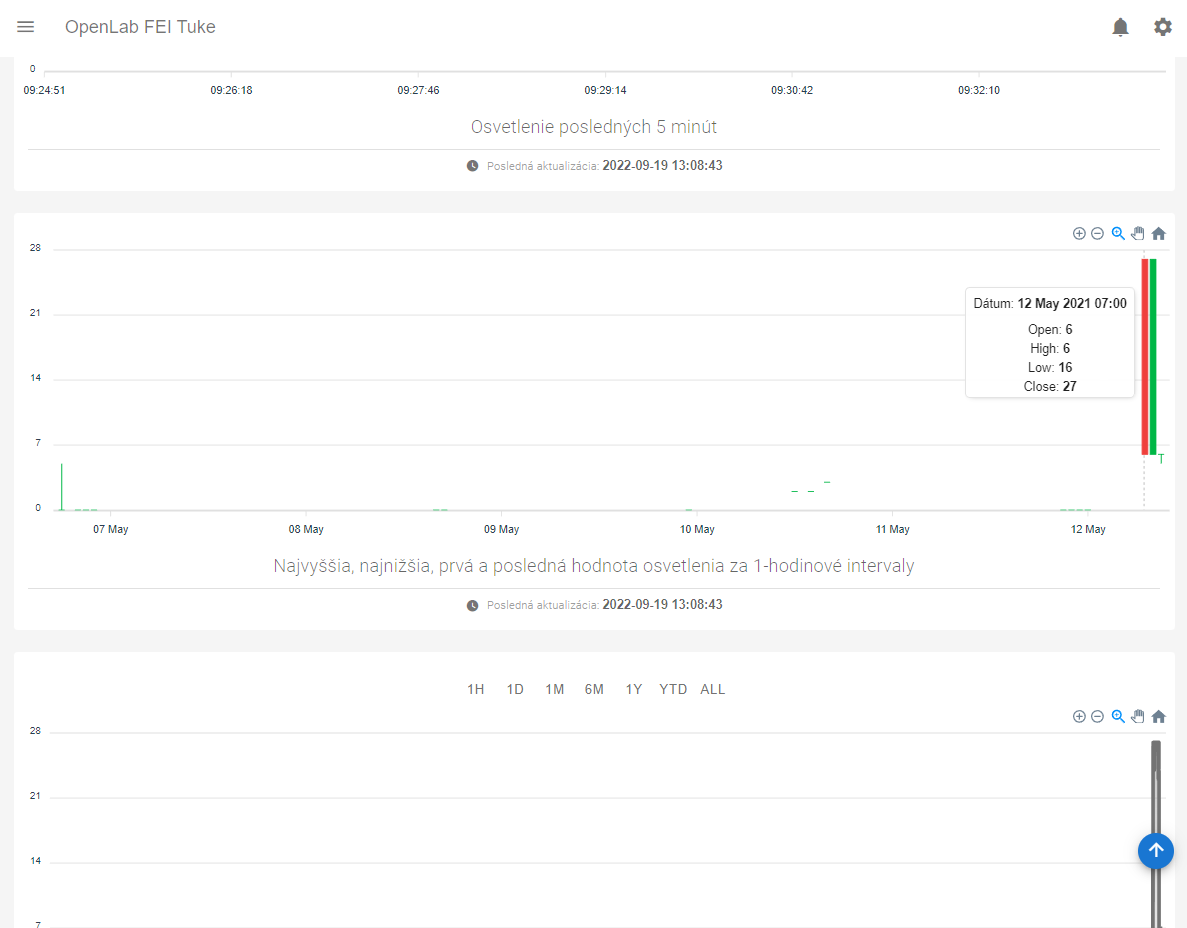 OpenLab FEI Tuke
0
09:24:51 09:26:18 09:27:46 09:29:14 09:30:42 09:32:10
Osvetlenie posledných 5 minút
Posledná aktualizácia: 2022-09-19 13:08:43
28
21
14
7
0
Dátum: 12 May 2021 07:00
Open: 6
High: 6
Low: 16
Close: 27
07 May 08 May 09 May 10 May 11 May 12 May
Najvyššia, najnižšia, prvá a posledná hodnota osvetlenia za 1-hodinové intervaly
Posledná aktualizácia: 2022-09-19 13:08:43
1H 1D 1M 6M 1Y YTD ALL
28
21
14
7